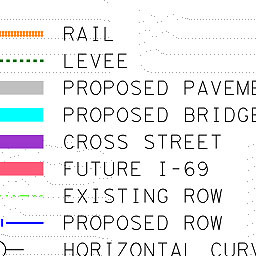 RAIL
LEVEE
PROPOSED PAVEME
PROPOSED BRIDGE
CROSS STREET
FUTURE I-69
EXISTING ROW
PROPOSED ROW
HORIZONTAL CURV